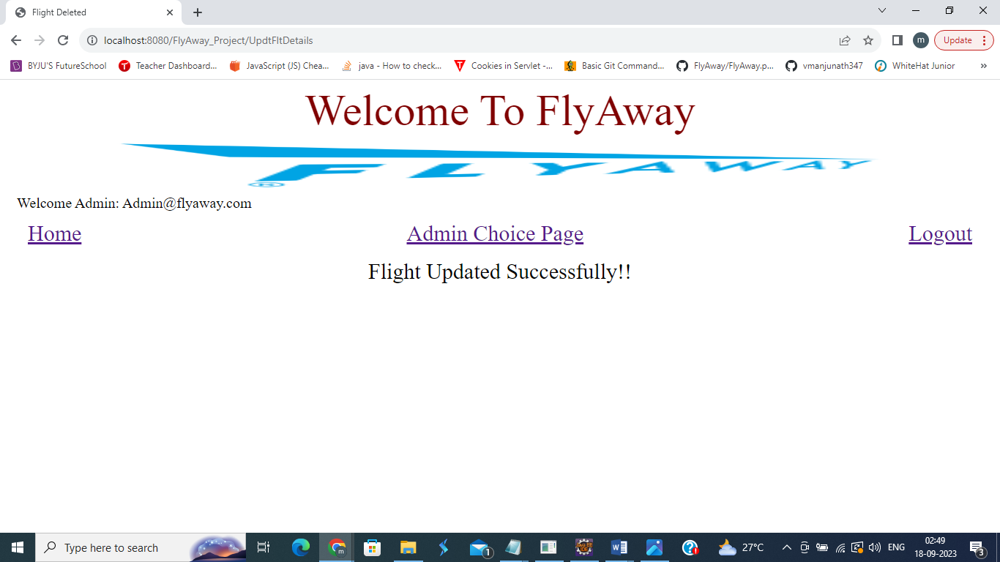 Flight Deleted
localhost:8080/FlyAway_Project/UpdtFltDetails
m
Update
BYJU'S FutureSchool
Teacher Dashboard...
JavaScript (JS) Chea...
java - How to check...
Cookies in Servlet -...
Basic Git Command...
FlyAway/FlyAway.p...
vmanjunath347
WhiteHat Junior
»
Welcome To FlyAway
FLYAWAY
®
Welcome Admin: Admin@flyaway.com
Home Admin Choice Page Logout
Flight Updated Successfully!!
Type here to search
m
1
27°C
ENG
02:49
18-09-2023
3